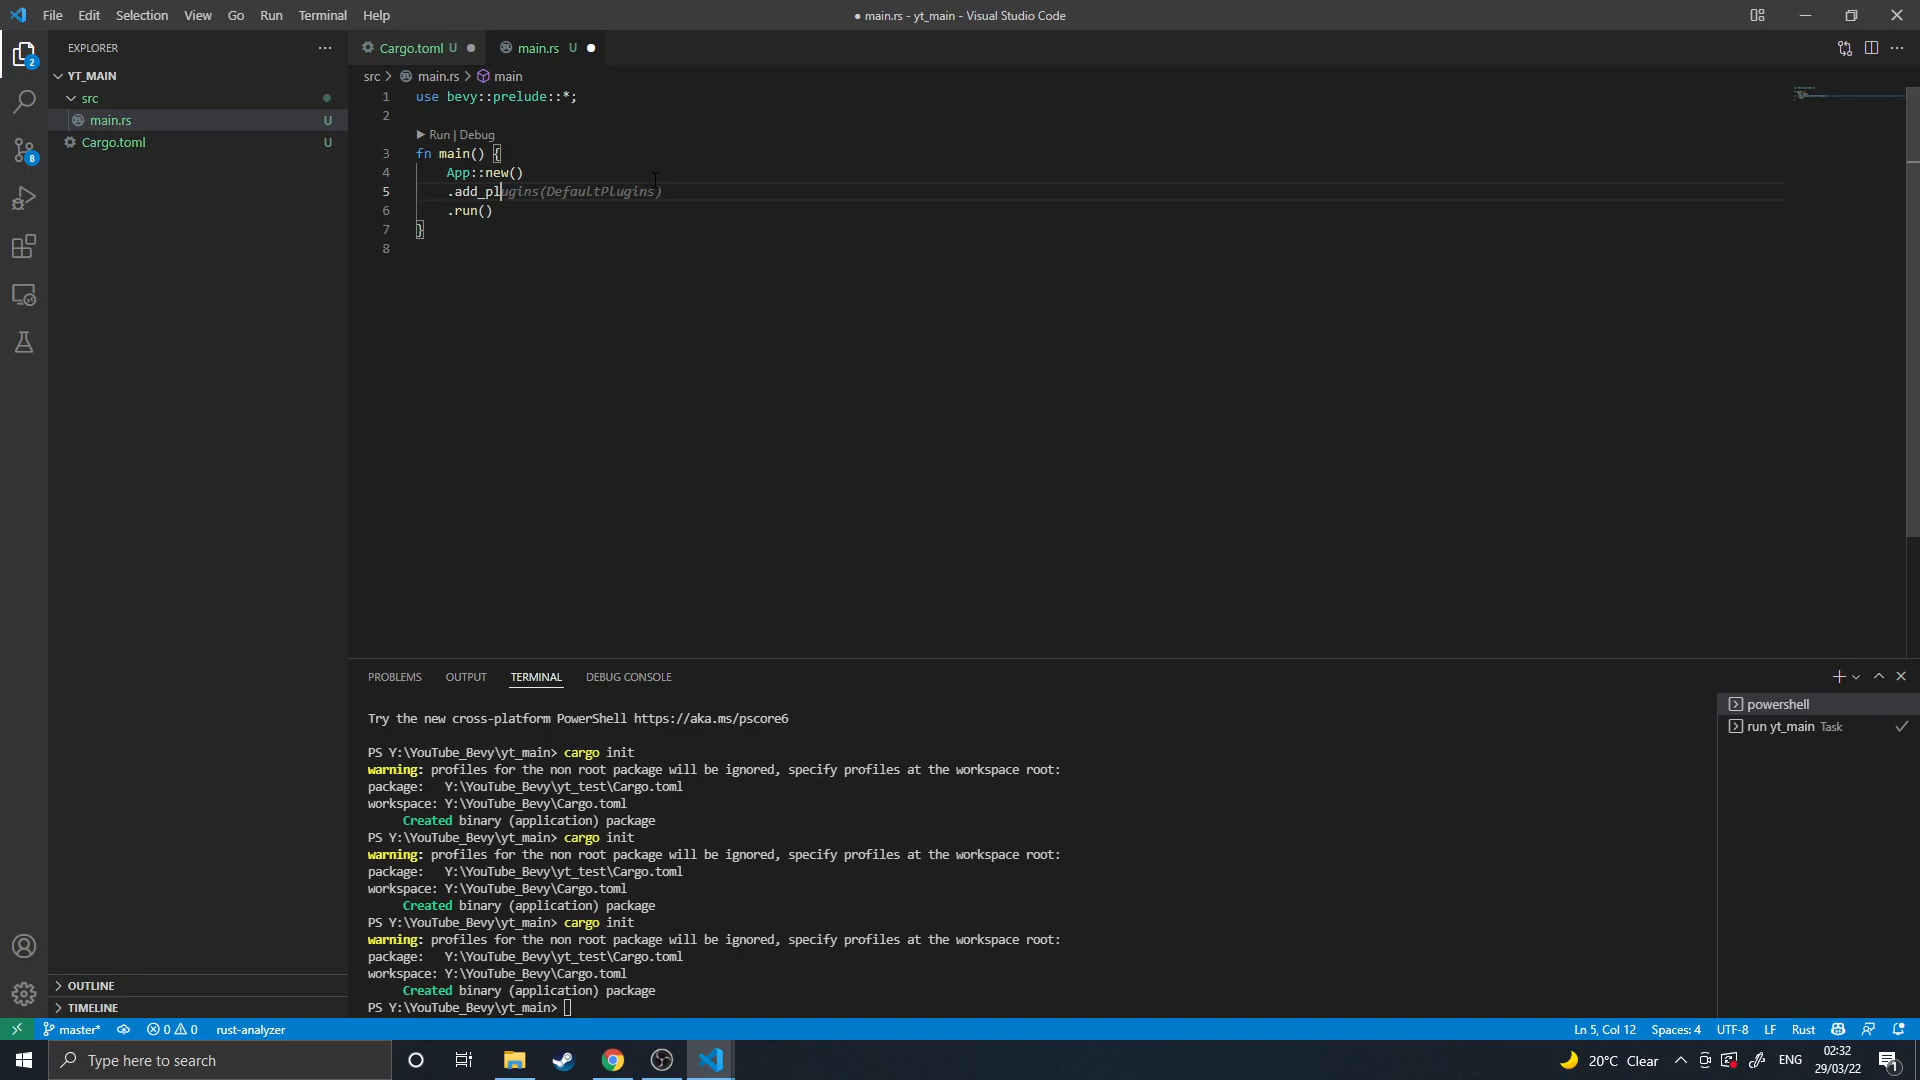 File Edit Selection View Go Run Terminal Help
● main.rs - yt_main - Visual Studio Code
EXPLORER
YT_MAIN
src
main.rs U
Cargo.toml U
OUTLINE
TIMELINE
2
8
Cargo.toml U
main.rs U
src > main.rs > main
1 use bevy::prelude::*;
2
Run | Debug
3 fn main() {
4 App::new()
5 .add_plugins(DefaultPlugins)
6 .run()
7 }
8
PROBLEMS OUTPUT TERMINAL DEBUG CONSOLE
Try the new cross-platform PowerShell https://aka.ms/pscore6
PS Y:\YouTube_Bevy\yt_main> cargo init
warning: profiles for the non root package will be ignored, specify profiles at the workspace root:
package: Y:\YouTube_Bevy\yt_test\Cargo.toml
workspace: Y:\YouTube_Bevy\Cargo.toml
Created binary (application) package
PS Y:\YouTube_Bevy\yt_main> cargo init
warning: profiles for the non root package will be ignored, specify profiles at the workspace root:
package: Y:\YouTube_Bevy\yt_test\Cargo.toml
workspace: Y:\YouTube_Bevy\Cargo.toml
Created binary (application) package
PS Y:\YouTube_Bevy\yt_main> cargo init
warning: profiles for the non root package will be ignored, specify profiles at the workspace root:
package: Y:\YouTube_Bevy\yt_test\Cargo.toml
workspace: Y:\YouTube_Bevy\Cargo.toml
Created binary (application) package
PS Y:\YouTube_Bevy\yt_main>
powershell
run yt_main Task
master* 0 0 rust-analyzer
Ln 5, Col 12 Spaces: 4 UTF-8 LF Rust
Type here to search
20°C Clear
ENG
02:32
29/03/22
1